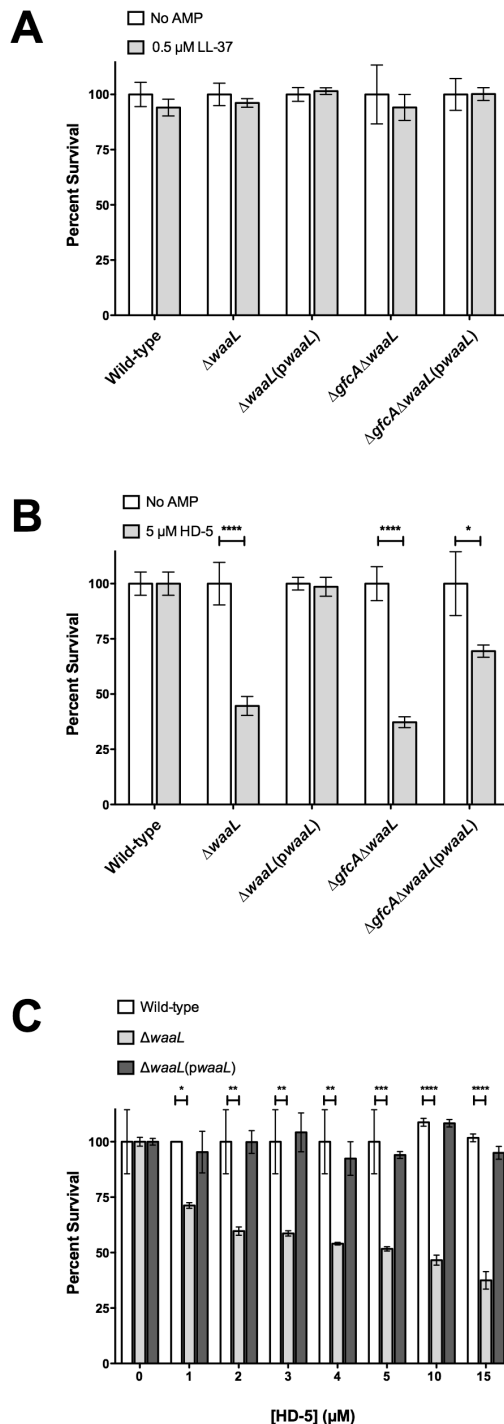 A
No AMP
0.5 µM LL-37
Percent Survival
100
75
50
25
0
Wild-type
ΔwaaL
ΔwaaL(pwaaL)
ΔgfcAΔwaaL
ΔgfcAΔwaaL(pwaaL)
B
No AMP
5 µM HD-5
**** **** *
Percent Survival
100
75
50
25
0
Wild-type
ΔwaaL
ΔwaaL(pwaaL)
ΔgfcAΔwaaL
ΔgfcAΔwaaL(pwaaL)
C
Wild-type
ΔwaaL
ΔwaaL(pwaaL)
* ** ** ** *** **** ****
Percent Survival
100
75
50
25
0
0 1 2 3 4 5 10 15
[HD-5] (µM)